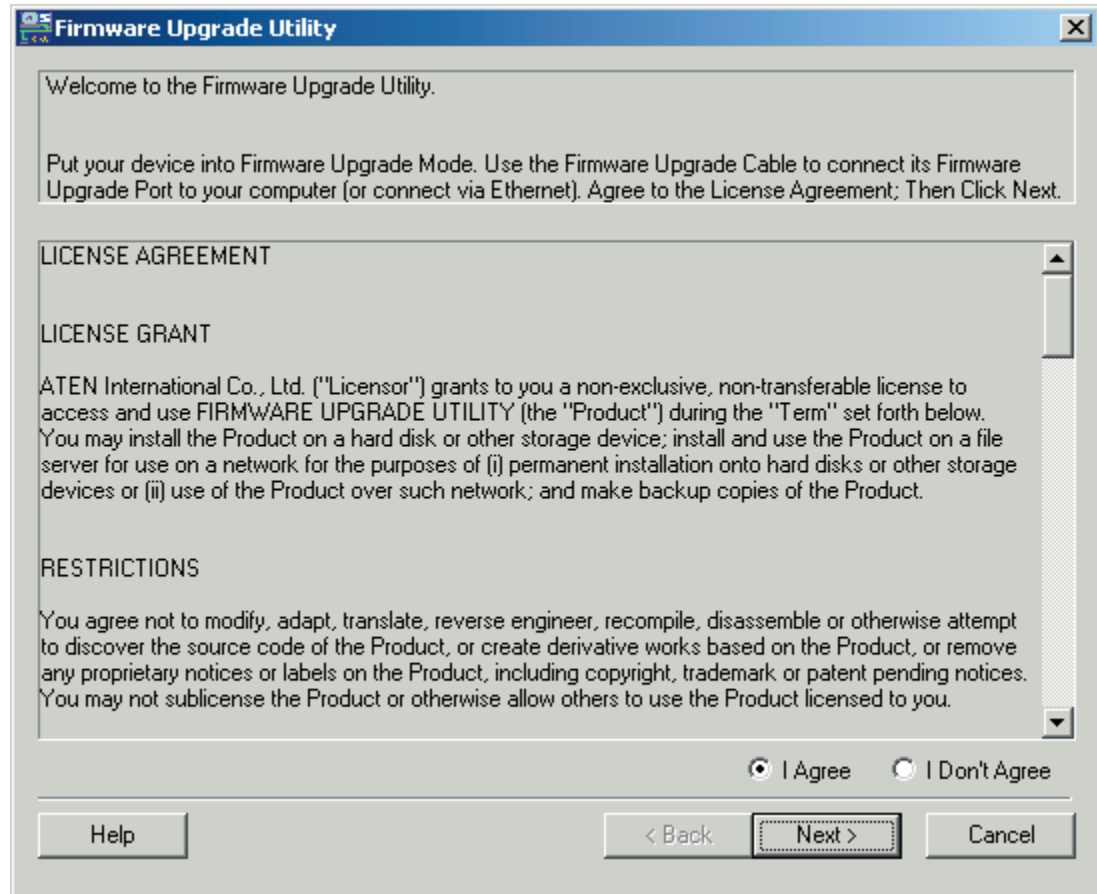 Firmware Upgrade Utility
Welcome to the Firmware Upgrade Utility.
Put your device into Firmware Upgrade Mode. Use the Firmware Upgrade Cable to connect its Firmware
Upgrade Port to your computer (or connect via Ethernet). Agree to the License Agreement; Then Click Next.
LICENSE AGREEMENT
LICENSE GRANT
ATEN International Co., Ltd. ("Licensor") grants to you a non-exclusive, non-transferable license to
access and use FIRMWARE UPGRADE UTILITY (the "Product") during the "Term" set forth below.
You may install the Product on a hard disk or other storage device; install and use the Product on a file
server for use on a network for the purposes of (i) permanent installation onto hard disks or other storage
devices or (ii) use of the Product over such network; and make backup copies of the Product.
RESTRICTIONS
You agree not to modify, adapt, translate, reverse engineer, recompile, disassemble or otherwise attempt
to discover the source code of the Product, or create derivative works based on the Product, or remove
any proprietary notices or labels on the Product, including copyright, trademark or patent pending notices.
You may not sublicense the Product or otherwise allow others to use the Product licensed to you.
I Agree I Don't Agree
Help < Back Next > Cancel